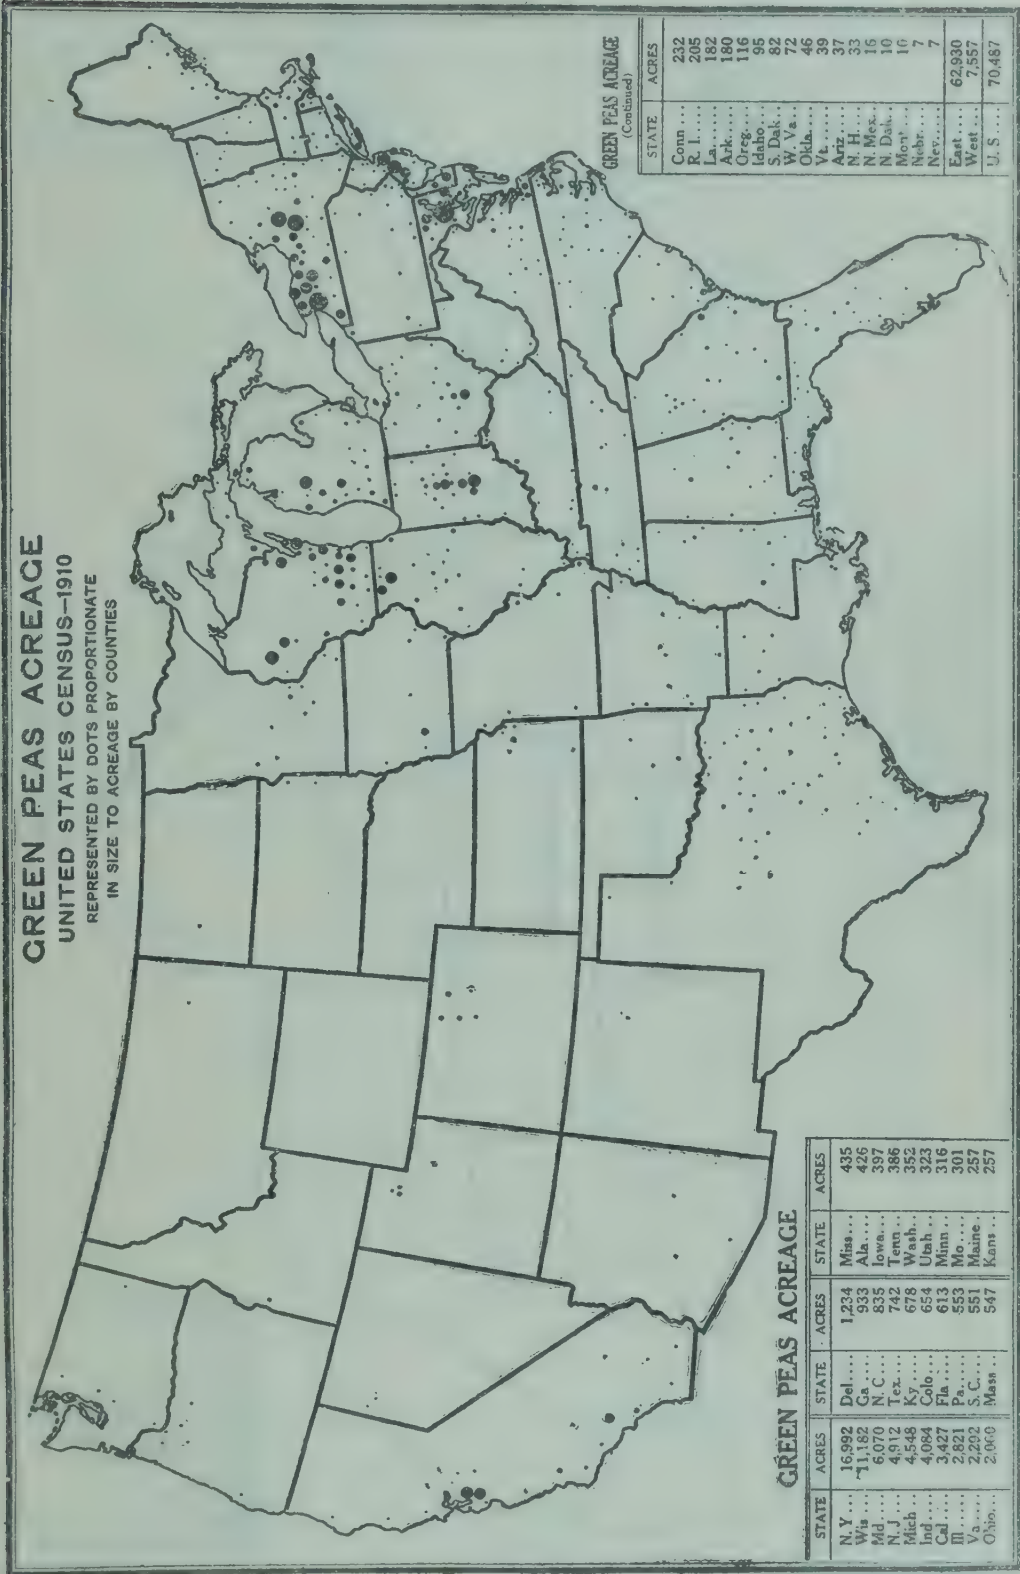 GREEN PEAS ACREAGE
UNITED STATES CENSUS—1910
REPRESENTED BY DOTS PROPORTIONATE
IN SIZE TO ACREAGE BY COUNTIES
GREEN PEAS ACREAGE
STATE ACRES STATE ACRES STATE ACRES
N. Y.... 16,992 Del.... 1,234 Miss.... 435
Wis.... 11,182 Ga.... 933 Ala.... 426
Md.... 6,070 N. C.... 835 Iowa... 397
N. J.... 4,912 Tex.... 742 Tenn... 386
Mich... 4,548 Ky.... 678 Wash... 352
Ind.... 4,084 Colo... 654 Utah... 323
Cal.... 3,427 Fla.... 613 Minn... 316
Ill..... 2,821 Pa..... 553 Mo.... 301
Va..... 2,292 S. C.... 551 Maine.. 257
Ohio... 2,060 Mass... 547 Kans... 257
GREEN PEAS ACREAGE
(Continued)
STATE ACRES
Conn... 232
R. I.... 205
La..... 182
Ark.... 180
Oreg... 116
Idaho... 95
S. Dak.. 82
W. Va.. 72
Okla... 46
Vt..... 39
Ariz... 37
N. H... 33
N. Mex.. 16
N. Dak.. 10
Mont... 10
Nebr... 7
Nev.... 7
East.... 62,930
West... 7,557
U. S.... 70,487